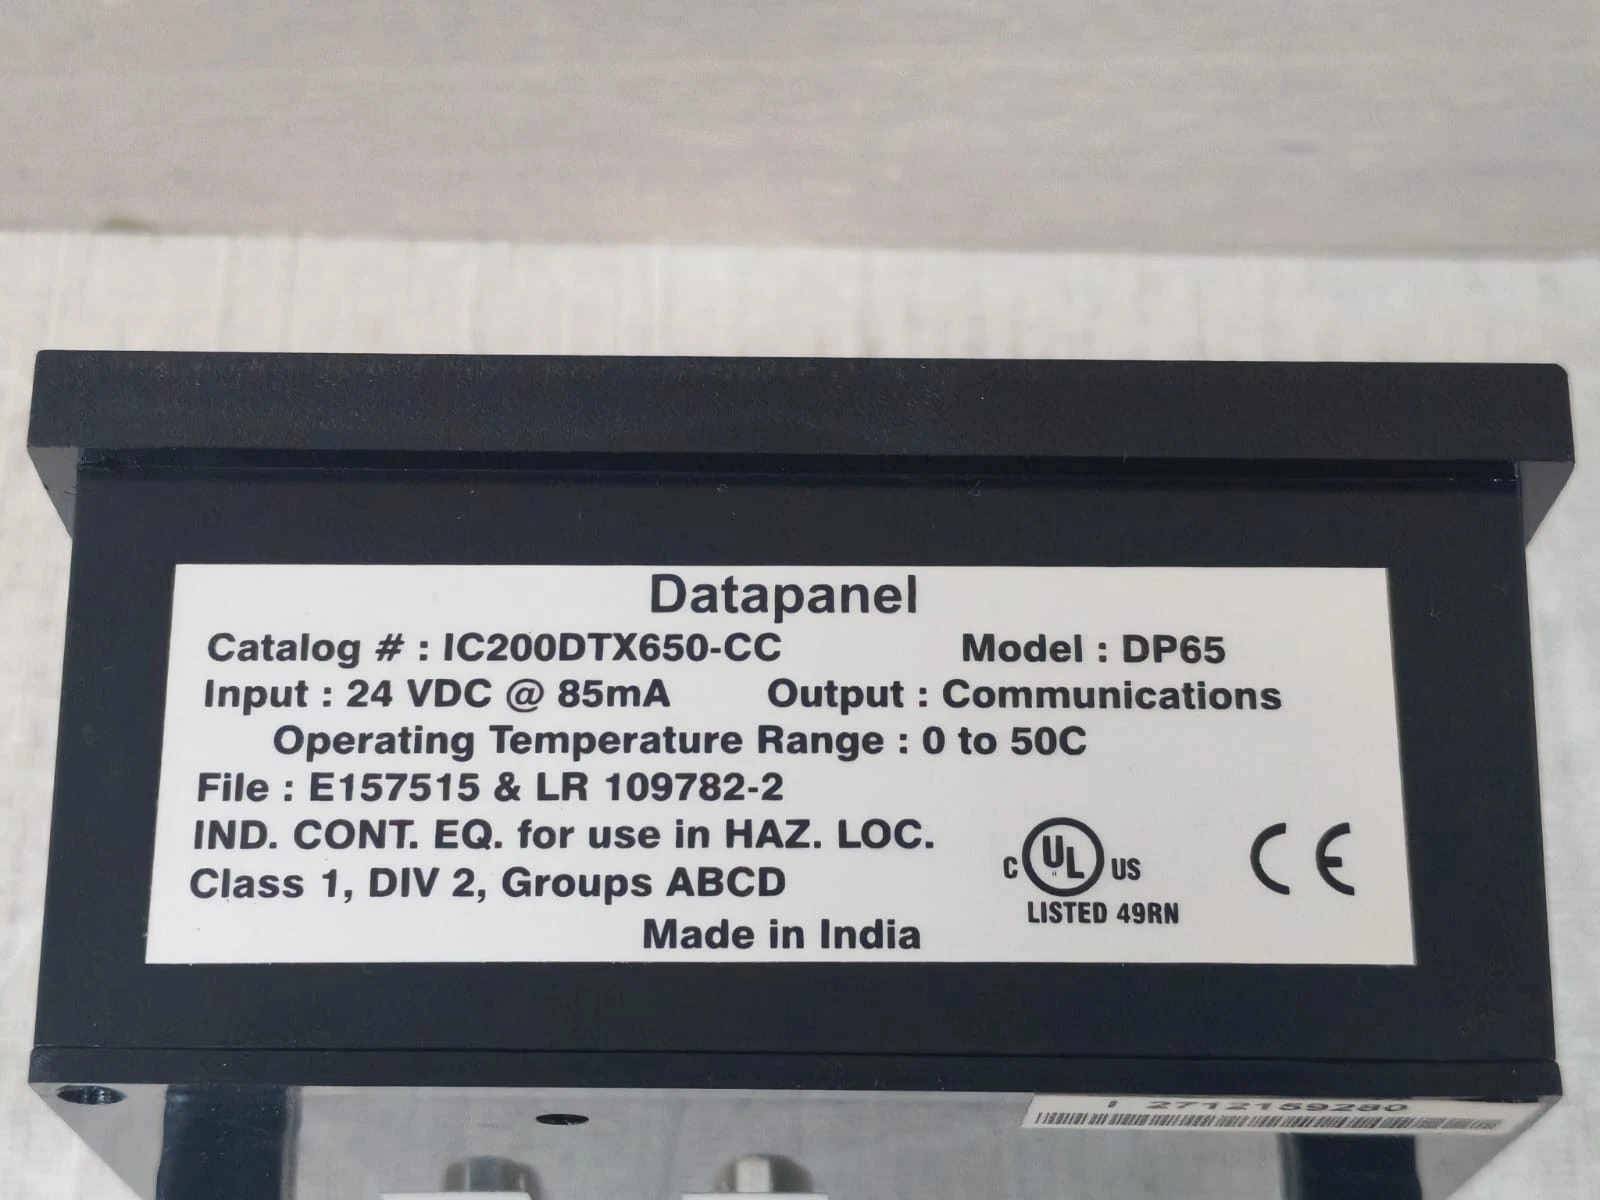 Datapanel
Catalog # : IC200DTX650-CC Model : DP65
Input : 24 VDC @ 85mA Output : Communications
Operating Temperature Range : 0 to 50C
File : E157515 & LR 109782-2
IND. CONT. EQ. for use in HAZ. LOC.
Class 1, DIV 2, Groups ABCD
C UL US
CE
LISTED 49RN
Made in India
I 2712159280